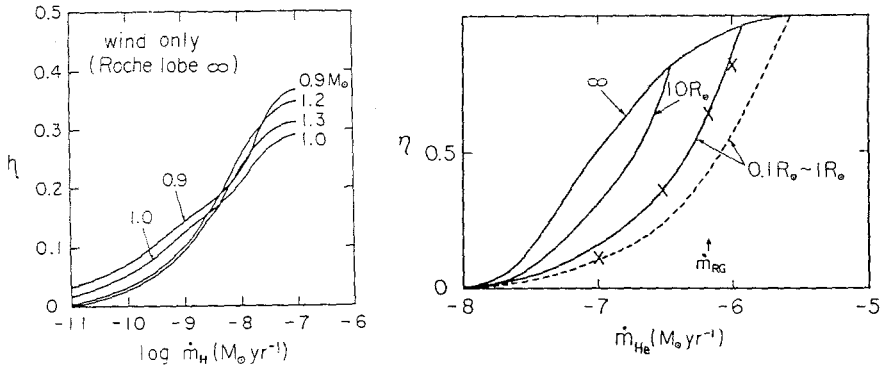 wind only
(Roche lobe ∞)
0.5
0.4
0.3
0.2
0.1
0
η
0.9 M⊙
1.2
1.3
1.0
0.9
1.0
-11 -10 -9 -8 -7 -6
log ṁH (M⊙ yr⁻¹)
η
0.5
0
∞
10R⊙
0.1R⊙~1R⊙
ṁRG
-8 -7 -6 -5
ṁHe (M⊙ yr⁻¹)